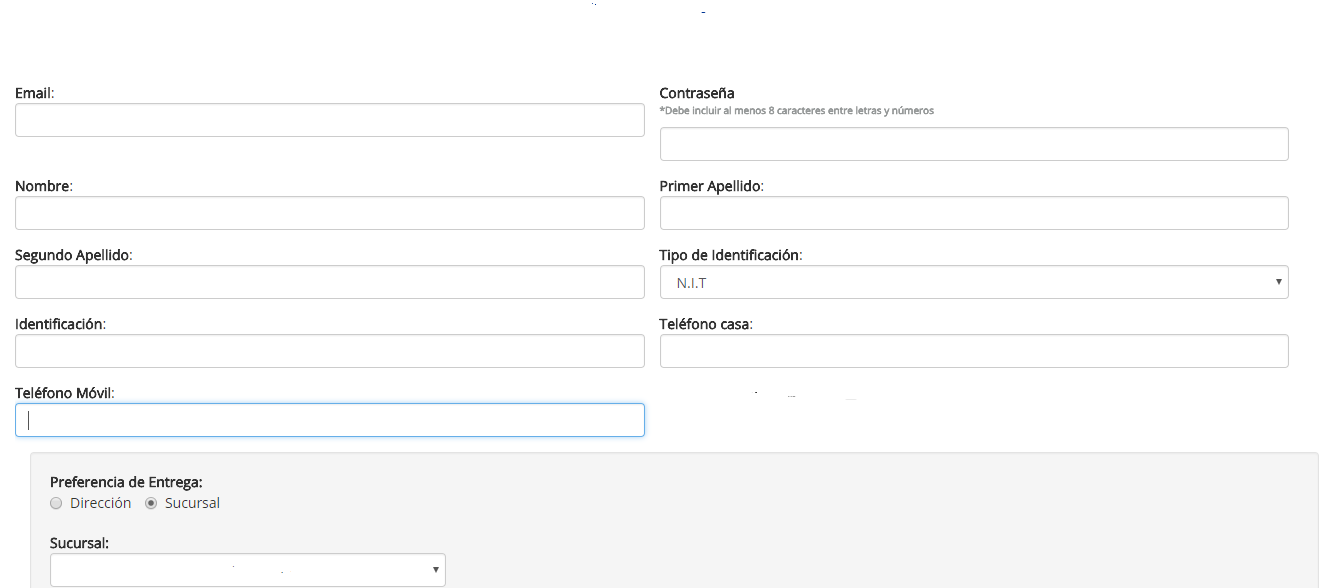 Email:
Contraseña
*Debe incluir al menos 8 caracteres entre letras y números
Nombre:
Primer Apellido:
Segundo Apellido:
Tipo de Identificación:
N.I.T
Identificación:
Teléfono casa:
Teléfono Móvil:
Preferencia de Entrega:
Dirección Sucursal
Sucursal: